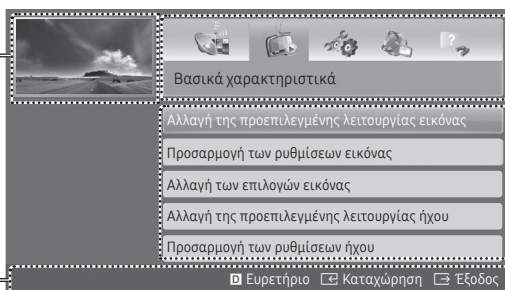 Βασικά χαρακτηριστικά
Αλλαγή της προεπιλεγμένης λειτουργίας εικόνας
Προσαρμογή των ρυθμίσεων εικόνας
Αλλαγή των επιλογών εικόνας
Αλλαγή της προεπιλεγμένης λειτουργίας ήχου
Προσαρμογή των ρυθμίσεων ήχου
D Ευρετήριο Καταχώρηση Έξοδος